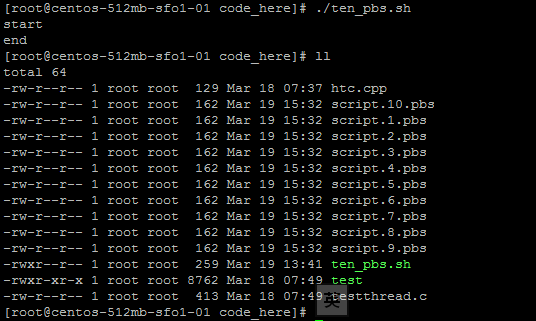 [root@centos-512mb-sfo1-01 code_here]# ./ten_pbs.sh
start
end
[root@centos-512mb-sfo1-01 code_here]# ll
total 64
-rw-r--r-- 1 root root  129 Mar 18 07:37 htc.cpp
-rw-r--r-- 1 root root  162 Mar 19 15:32 script.10.pbs
-rw-r--r-- 1 root root  162 Mar 19 15:32 script.1.pbs
-rw-r--r-- 1 root root  162 Mar 19 15:32 script.2.pbs
-rw-r--r-- 1 root root  162 Mar 19 15:32 script.3.pbs
-rw-r--r-- 1 root root  162 Mar 19 15:32 script.4.pbs
-rw-r--r-- 1 root root  162 Mar 19 15:32 script.5.pbs
-rw-r--r-- 1 root root  162 Mar 19 15:32 script.6.pbs
-rw-r--r-- 1 root root  162 Mar 19 15:32 script.7.pbs
-rw-r--r-- 1 root root  162 Mar 19 15:32 script.8.pbs
-rw-r--r-- 1 root root  162 Mar 19 15:32 script.9.pbs
-rwxr--r-- 1 root root  259 Mar 19 13:41 ten_pbs.sh
-rwxr-xr-x 1 root root 8762 Mar 18 07:49 test
-rw-r--r-- 1 root root  413 Mar 18 07:49 testthread.c
英
[root@centos-512mb-sfo1-01 code_here]#